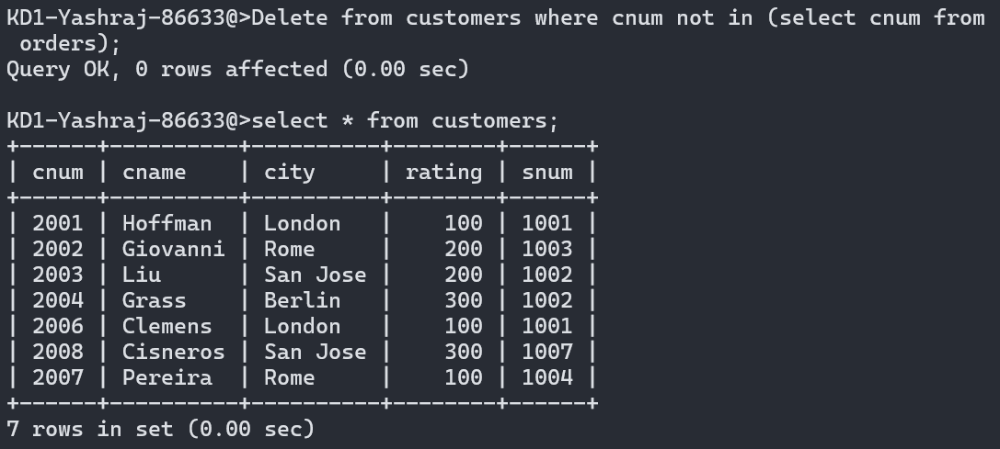 KD1-Yashraj-86633@>Delete from customers where cnum not in (select cnum from
 orders);
Query OK, 0 rows affected (0.00 sec)

KD1-Yashraj-86633@>select * from customers;
+------+----------+----------+--------+------+
| cnum | cname    | city     | rating | snum |
+------+----------+----------+--------+------+
| 2001 | Hoffman  | London   |    100 | 1001 |
| 2002 | Giovanni | Rome     |    200 | 1003 |
| 2003 | Liu      | San Jose |    200 | 1002 |
| 2004 | Grass    | Berlin   |    300 | 1002 |
| 2006 | Clemens  | London   |    100 | 1001 |
| 2008 | Cisneros | San Jose |    300 | 1007 |
| 2007 | Pereira  | Rome     |    100 | 1004 |
+------+----------+----------+--------+------+
7 rows in set (0.00 sec)